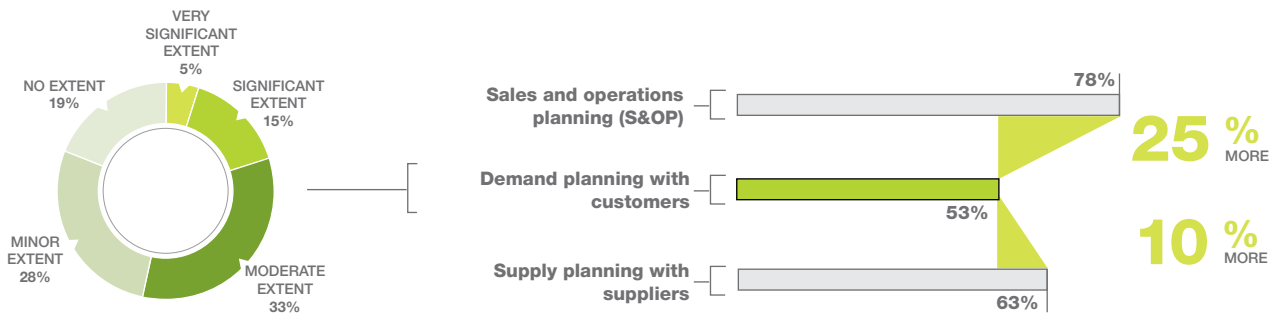 VERY
SIGNIFICANT
EXTENT
5%
NO EXTENT
19%
SIGNIFICANT
EXTENT
15%
MINOR
EXTENT
28%
MODERATE
EXTENT
33%
Sales and operations
planning (S&OP)
78%
25 %
MORE
Demand planning with
customers
53%
10 %
MORE
Supply planning with
suppliers
63%